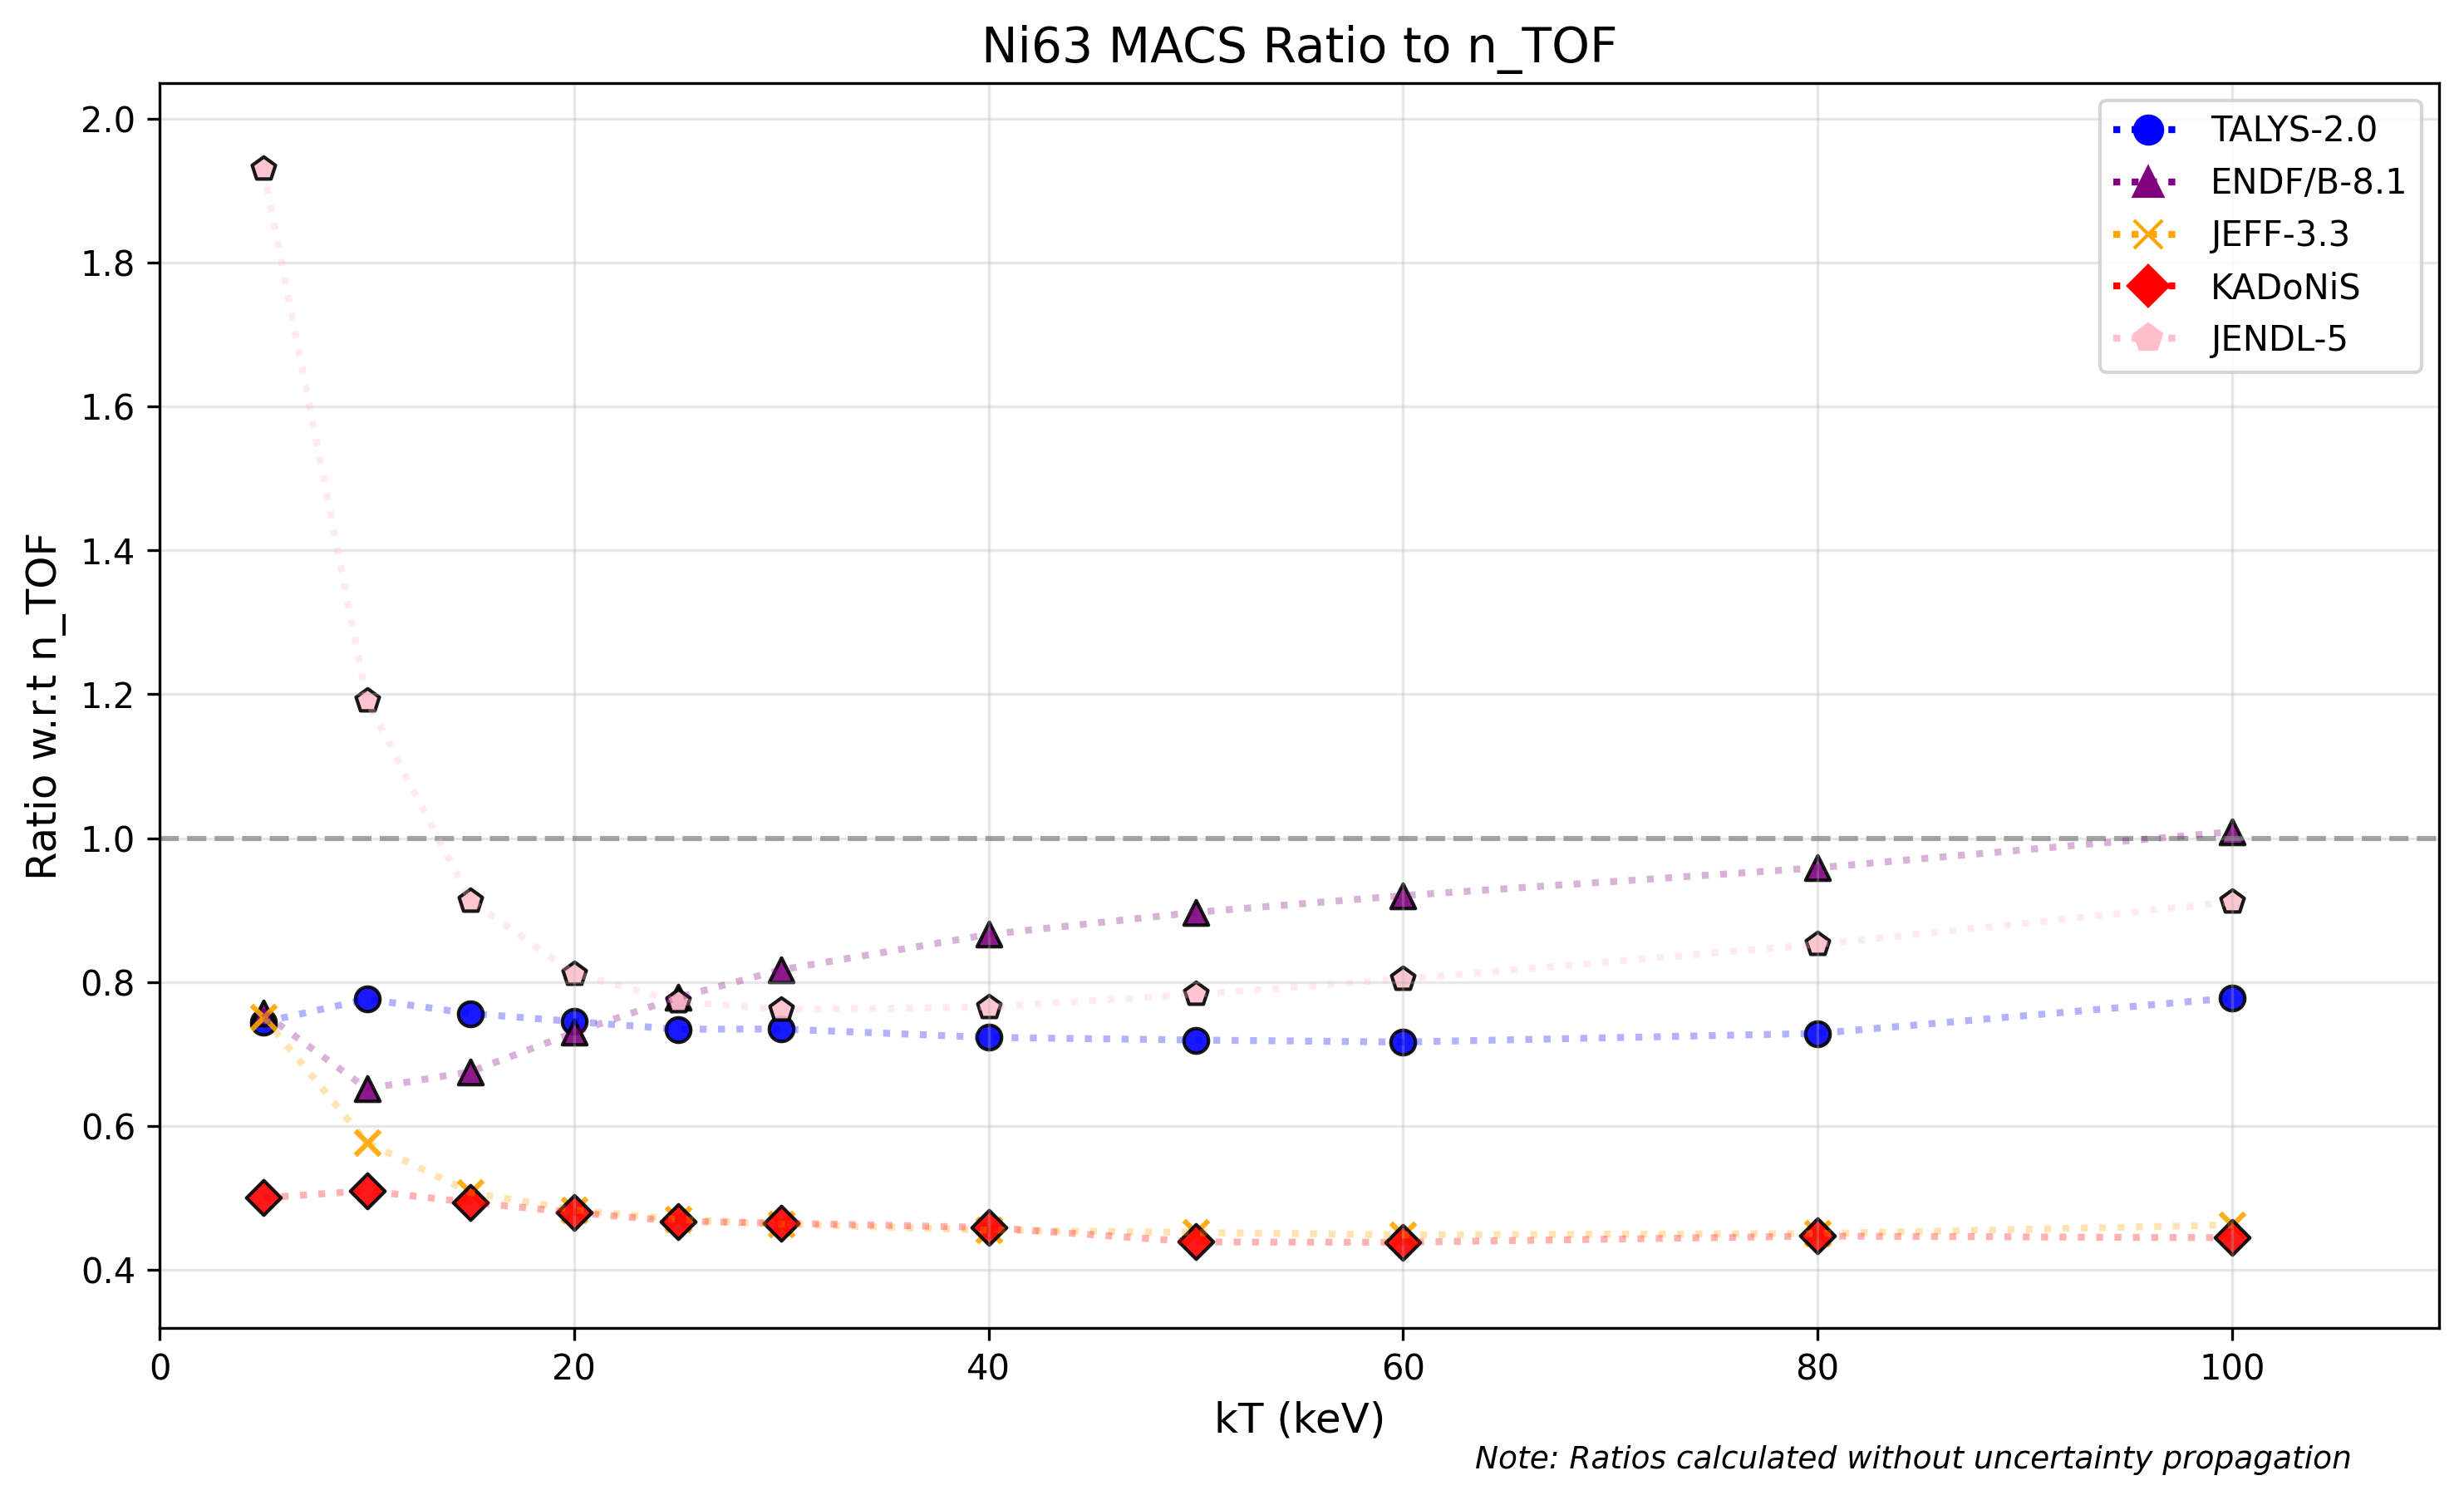 Ni63 MACS Ratio to n_TOF
2.0
1.8
1.6
1.4
1.2
1.0
0.8
0.6
0.4
Ratio w.r.t n_TOF
TALYS-2.0
ENDF/B-8.1
JEFF-3.3
KADoNiS
JENDL-5
0 20 40 60 80 100
kT (keV)
Note: Ratios calculated without uncertainty propagation